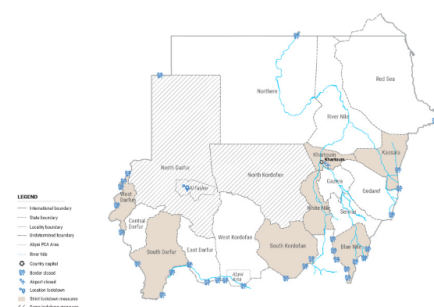 Red Sea
Northern
River Nile
Khartoum
Khartoum
Kassala
North Darfur
Al Fasher
North Kordofan
West
Darfur
Gezira
Gedaref
White Nile
Sennar
Central
Darfur
West Kordofan
South Darfur
East Darfur
South Kordofan
Blue Nile
Abyei
PCA
LEGEND
International boundary
State boundary
Locality boundary
Undetermined boundary
Abyei PCA Area
River Nile
Country capital
Border closed
Airport closed
Location lockdown
Strict lockdown measures